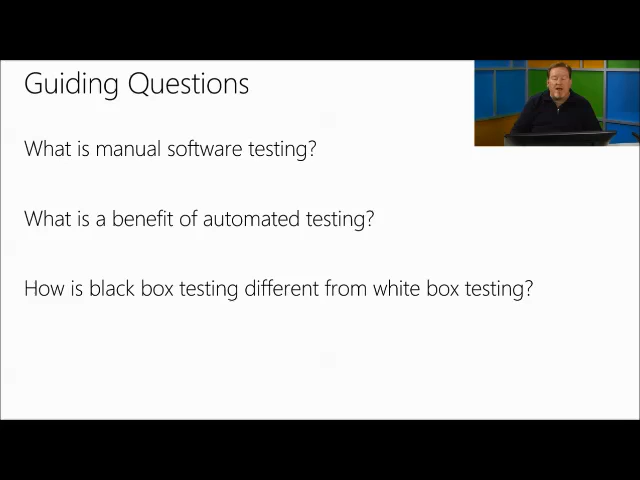 Guiding Questions
What is manual software testing?
What is a benefit of automated testing?
How is black box testing different from white box testing?